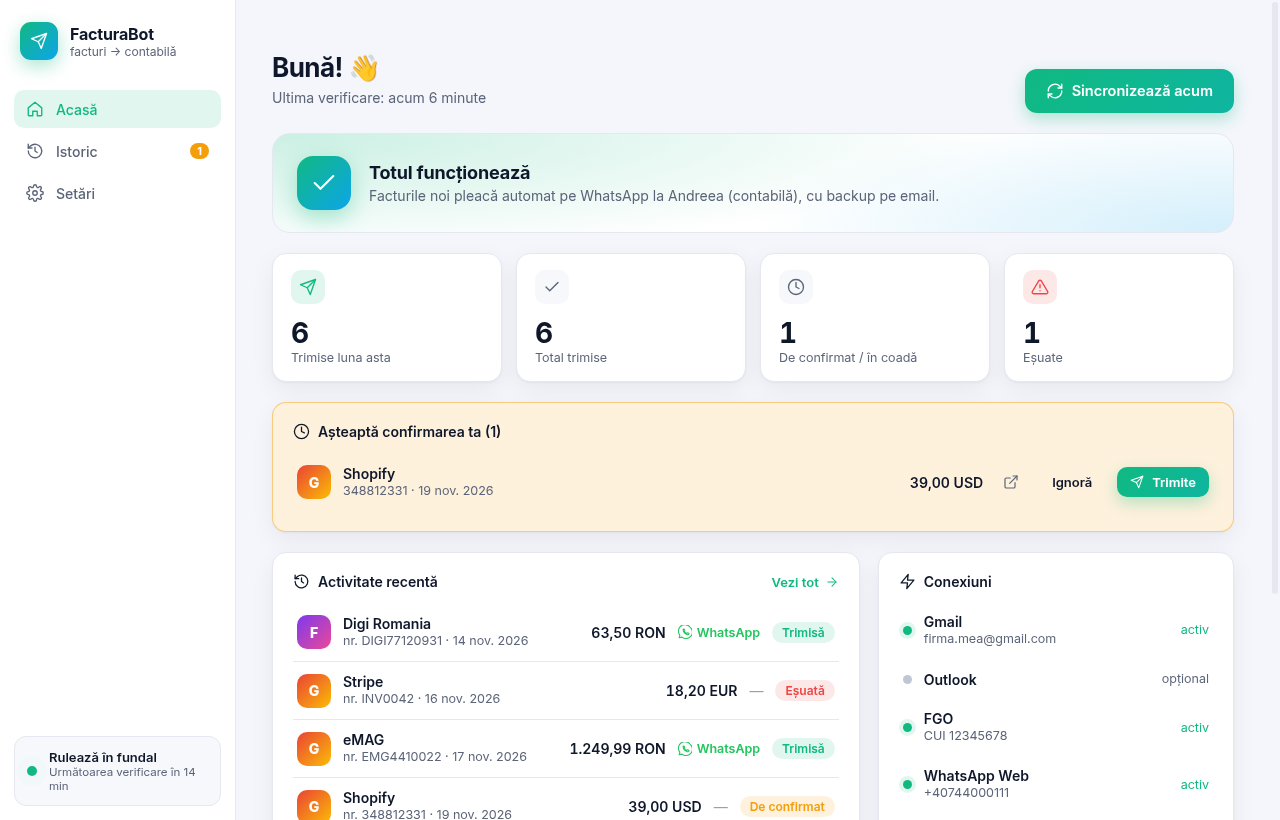 FacturaBot
facturi → contabilă
Acasă
Istoric 1
Setări
Rulează în fundal
Următoarea verificare în 14
min
Bună! 👋
Ultima verificare: acum 6 minute
Sincronizează acum
Totul funcționează
Facturile noi pleacă automat pe WhatsApp la Andreea (contabilă), cu backup pe email.
6
Trimise luna asta
6
Total trimise
1
De confirmat / în coadă
1
Eșuate
Așteaptă confirmarea ta (1)
G
Shopify
348812331 · 19 nov. 2026
39,00 USD
Ignoră
Trimite
Activitate recentă
Vezi tot →
F
Digi Romania
nr. DIGI77120931 · 14 nov. 2026
63,50 RON WhatsApp Trimisă
G
Stripe
nr. INV0042 · 16 nov. 2026
18,20 EUR — Eșuată
G
eMAG
nr. EMG4410022 · 17 nov. 2026
1.249,99 RON WhatsApp Trimisă
G
Shopify
nr. 348812331 · 19 nov. 2026
39,00 USD — De confirmat
Conexiuni
Gmail
firma.mea@gmail.com
activ
Outlook
opțional
FGO
CUI 12345678
activ
WhatsApp Web
+40744000111
activ